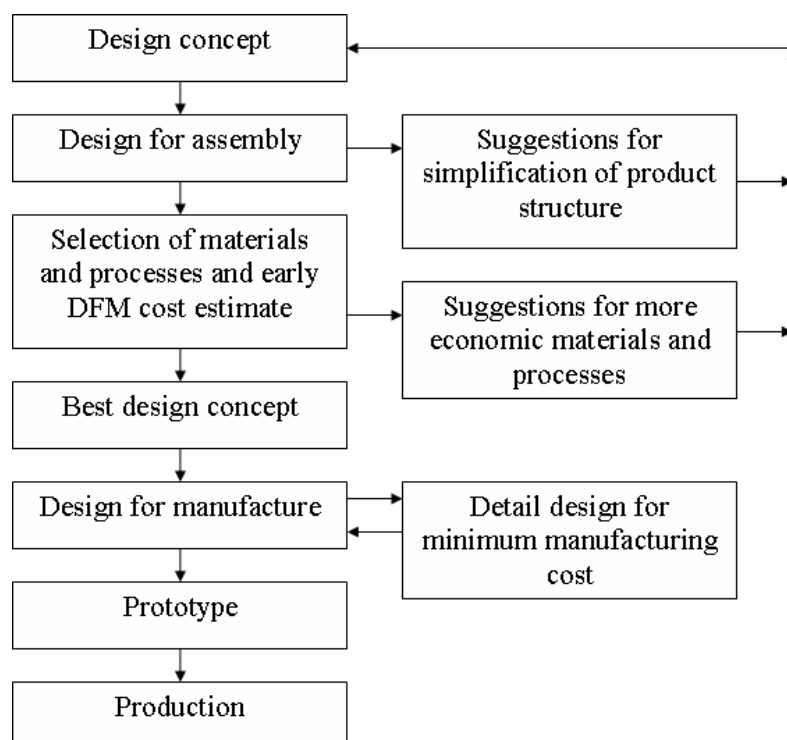 Design concept
Design for assembly
Suggestions for
simplification of product
structure
Selection of materials
and processes and early
DFM cost estimate
Suggestions for more
economic materials and
processes
Best design concept
Design for manufacture
Detail design for
minimum manufacturing
cost
Prototype
Production